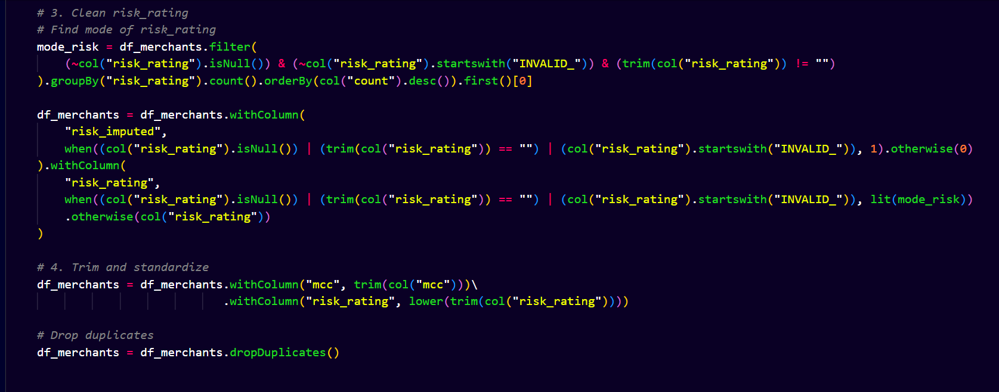 # 3. Clean risk_rating
# Find mode of risk_rating
mode_risk = df_merchants.filter(
    (~col("risk_rating").isNull()) & (~col("risk_rating").startswith("INVALID_")) & (trim(col("risk_rating")) != "")
).groupBy("risk_rating").count().orderBy(col("count").desc()).first()[0]

df_merchants = df_merchants.withColumn(
    "risk_imputed",
    when((col("risk_rating").isNull()) | (trim(col("risk_rating")) == "") | (col("risk_rating").startswith("INVALID_")), 1).otherwise(0)
).withColumn(
    "risk_rating",
    when((col("risk_rating").isNull()) | (trim(col("risk_rating")) == "") | (col("risk_rating").startswith("INVALID_")), lit(mode_risk))
    .otherwise(col("risk_rating"))
)

# 4. Trim and standardize
df_merchants = df_merchants.withColumn("mcc", trim(col("mcc")))\
                           .withColumn("risk_rating", lower(trim(col("risk_rating"))))

# Drop duplicates
df_merchants = df_merchants.dropDuplicates()